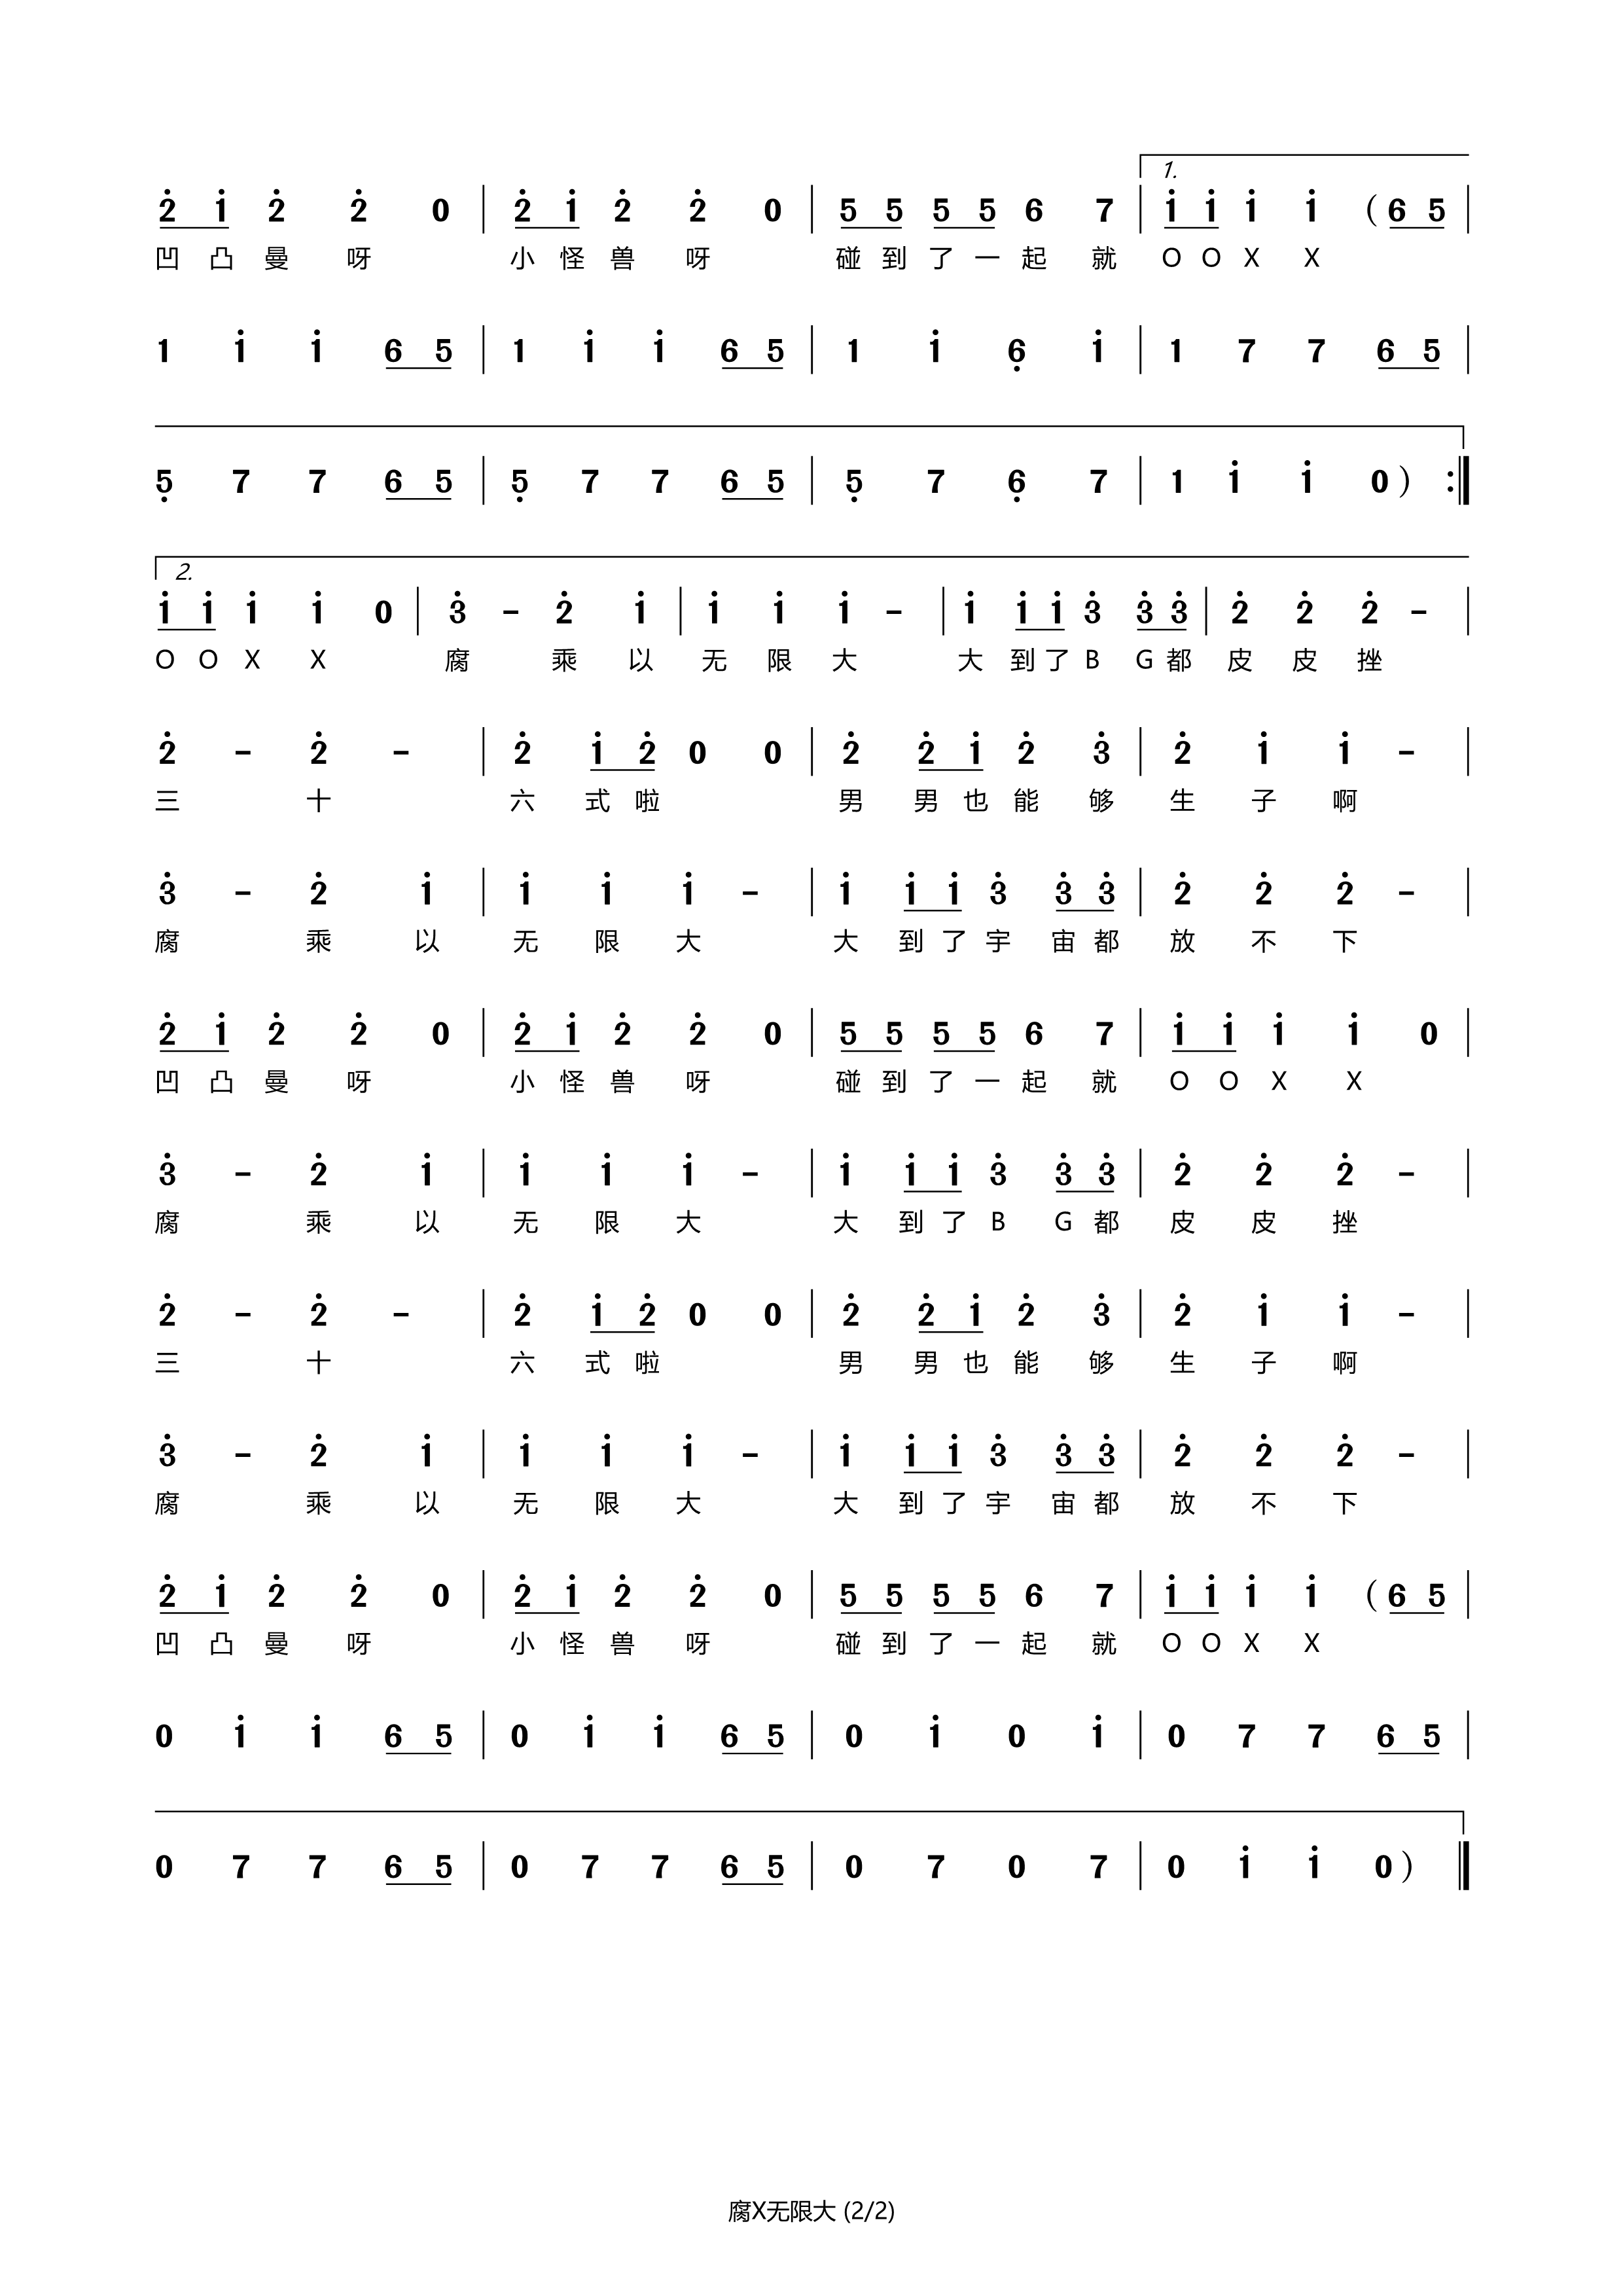 1.
2̇ 1̇ 2̇ 2̇ 0 | 2̇ 1̇ 2̇ 2̇ 0 | 5 5 5 5 6 7 | 1̇ 1̇ 1̇ 1̇ (6 5 |
凹 凸 曼 呀 小 怪 兽 呀 碰 到 了 一 起 就 O O X X
1 1̇ 1̇ 6 5 | 1 1̇ 1̇ 6 5 | 1 1̇ 6̣ 1̇ | 1 7 7 6 5 |
5̣ 7 7 6 5 | 5̣ 7 7 6 5 | 5̣ 7 6̣ 7 | 1 1̇ 1̇ 0) :|
2.
1̇ 1̇ 1̇ 1̇ 0 | 3̇ - 2̇ 1̇ | 1̇ 1̇ 1̇ - | 1̇ 1̇ 1̇ 3̇ 3̇ 3̇ | 2̇ 2̇ 2̇ - |
O O X X 腐 乘 以 无 限 大 大 到 了 B G 都 皮 皮 挫
2̇ - 2̇ - | 2̇ 1̇ 2̇ 0 0 | 2̇ 2̇ 1̇ 2̇ 3̇ | 2̇ 1̇ 1̇ - |
三 十 六 式 啦 男 男 也 能 够 生 子 啊
3̇ - 2̇ 1̇ | 1̇ 1̇ 1̇ - | 1̇ 1̇ 1̇ 3̇ 3̇ 3̇ | 2̇ 2̇ 2̇ - |
腐 乘 以 无 限 大 大 到 了 宇 宙 都 放 不 下
2̇ 1̇ 2̇ 2̇ 0 | 2̇ 1̇ 2̇ 2̇ 0 | 5 5 5 5 6 7 | 1̇ 1̇ 1̇ 1̇ 0 |
凹 凸 曼 呀 小 怪 兽 呀 碰 到 了 一 起 就 O O X X
3̇ - 2̇ 1̇ | 1̇ 1̇ 1̇ - | 1̇ 1̇ 1̇ 3̇ 3̇ 3̇ | 2̇ 2̇ 2̇ - |
腐 乘 以 无 限 大 大 到 了 B G 都 皮 皮 挫
2̇ - 2̇ - | 2̇ 1̇ 2̇ 0 0 | 2̇ 2̇ 1̇ 2̇ 3̇ | 2̇ 1̇ 1̇ - |
三 十 六 式 啦 男 男 也 能 够 生 子 啊
3̇ - 2̇ 1̇ | 1̇ 1̇ 1̇ - | 1̇ 1̇ 1̇ 3̇ 3̇ 3̇ | 2̇ 2̇ 2̇ - |
腐 乘 以 无 限 大 大 到 了 宇 宙 都 放 不 下
2̇ 1̇ 2̇ 2̇ 0 | 2̇ 1̇ 2̇ 2̇ 0 | 5 5 5 5 6 7 | 1̇ 1̇ 1̇ 1̇ (6 5 |
凹 凸 曼 呀 小 怪 兽 呀 碰 到 了 一 起 就 O O X X
0 1̇ 1̇ 6 5 | 0 1̇ 1̇ 6 5 | 0 1̇ 0 1̇ | 0 7 7 6 5 |
0 7 7 6 5 | 0 7 7 6 5 | 0 7 0 7 | 0 1̇ 1̇ 0) ‖
腐X无限大 (2/2)